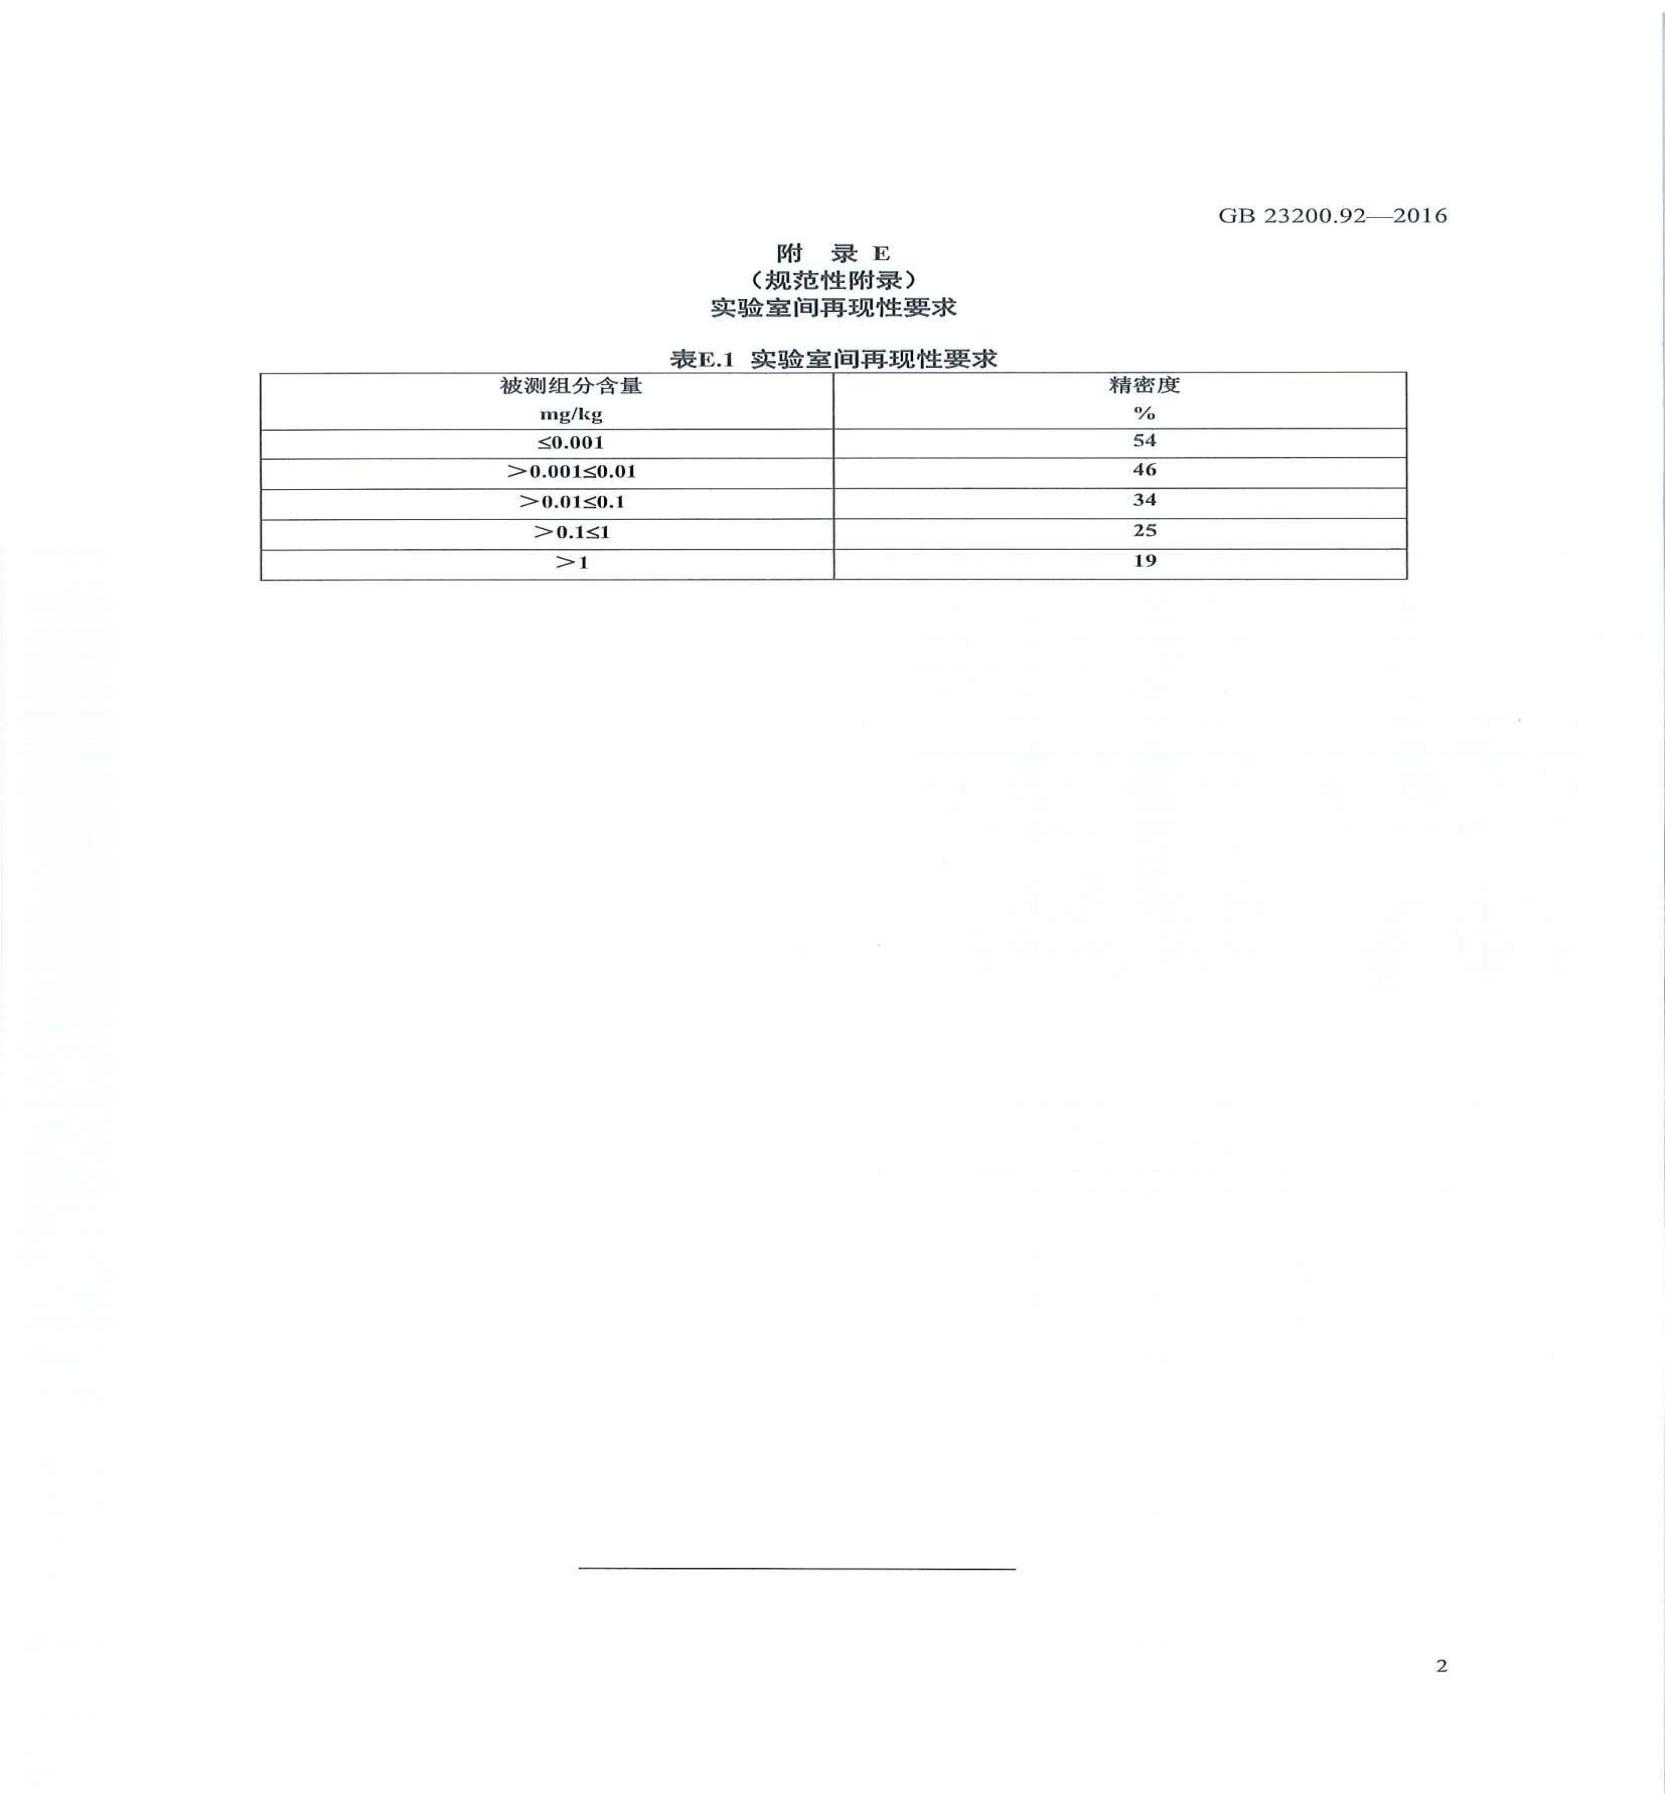 GB 23200.92—2016
附 录 E
（规范性附录）
实验室间再现性要求
表E.1 实验室间再现性要求
被测组分含量 精密度
mg/kg %
≤0.001 54
＞0.001≤0.01 46
＞0.01≤0.1 34
＞0.1≤1 25
＞1 19
2